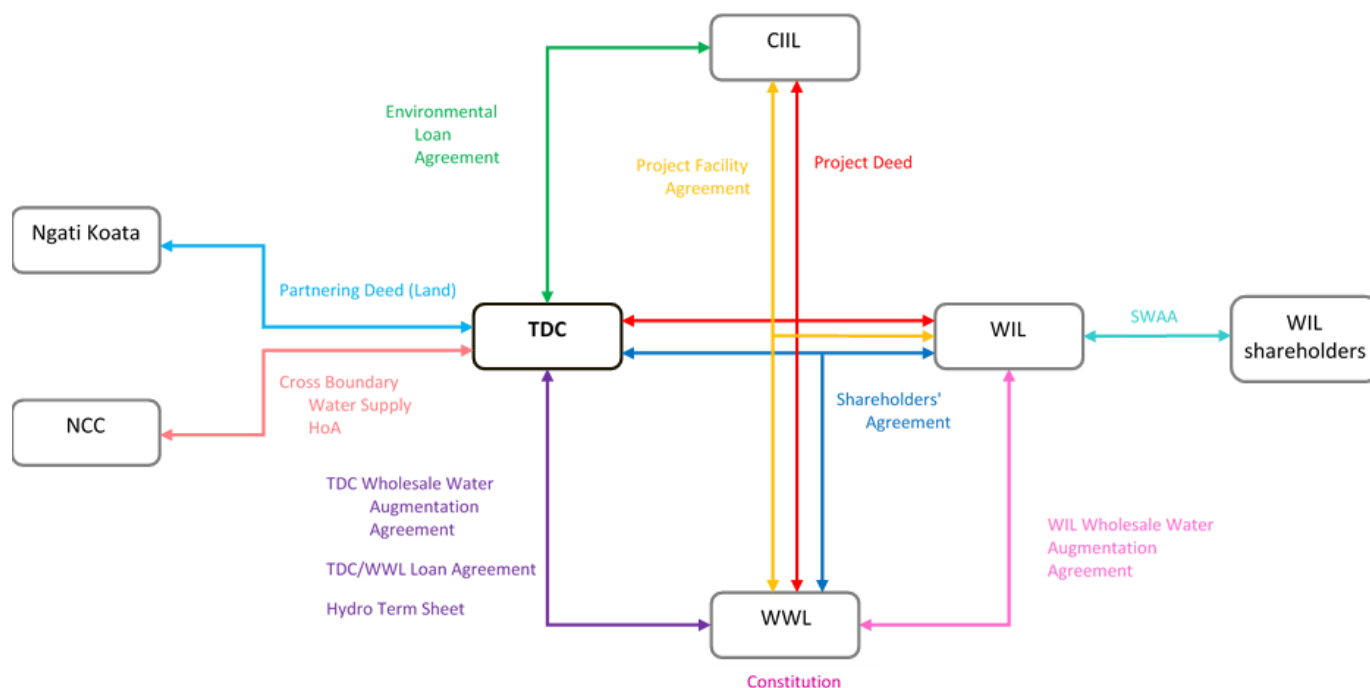 CIIL
Environmental
Loan
Agreement
Project Facility
Agreement
Project Deed
Ngati Koata
Partnering Deed (Land)
TDC
WIL
SWAA
WIL
shareholders
Cross Boundary
Water Supply
HoA
NCC
Shareholders'
Agreement
TDC Wholesale Water
Augmentation
Agreement
TDC/WWL Loan Agreement
Hydro Term Sheet
WIL Wholesale Water
Augmentation
Agreement
WWL
Constitution